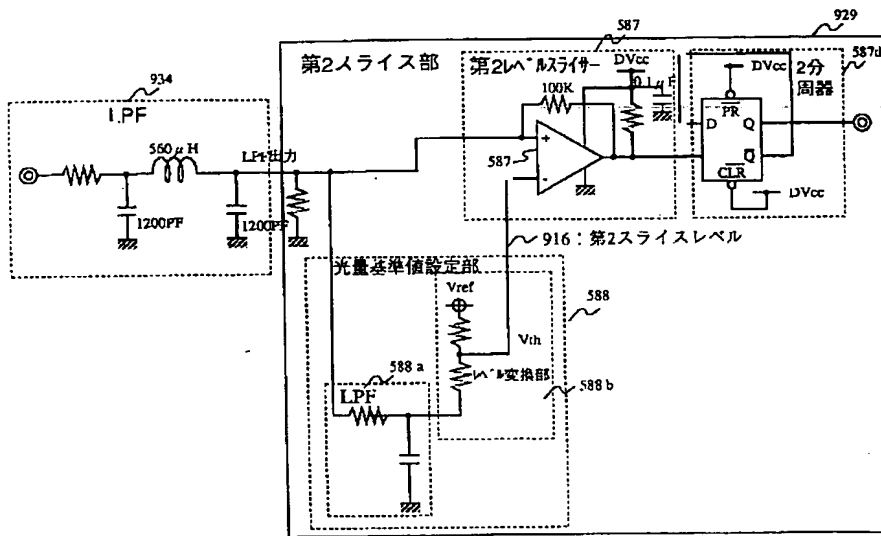 929
第2スライス部
587
第2レベルスライサー
DVcc
0.1μF
100K
DVcc
2分
周器
587d
PR
D
Q
Q
CLR
DVcc
+
-
587
934
LPF
560μH
LPF出力
1200PF
1200PF
916:第2スライスレベル
光量基準値設定部
588
Vref
Vth
レベル変換部
588b
588a
LPF